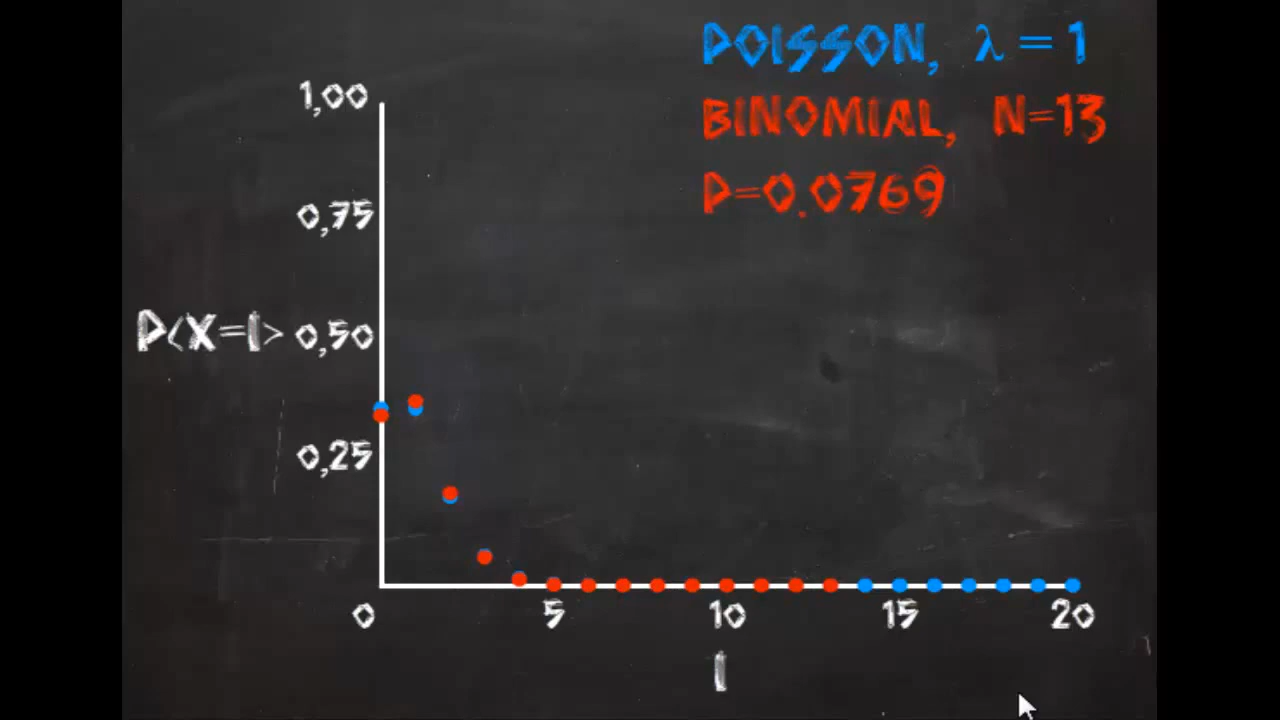 POISSON, λ = 1
BINOMIAL, N=13
P=0.0769
1,00
0,75
P(X=I) 0,50
0,25
0 5 10 15 20
I